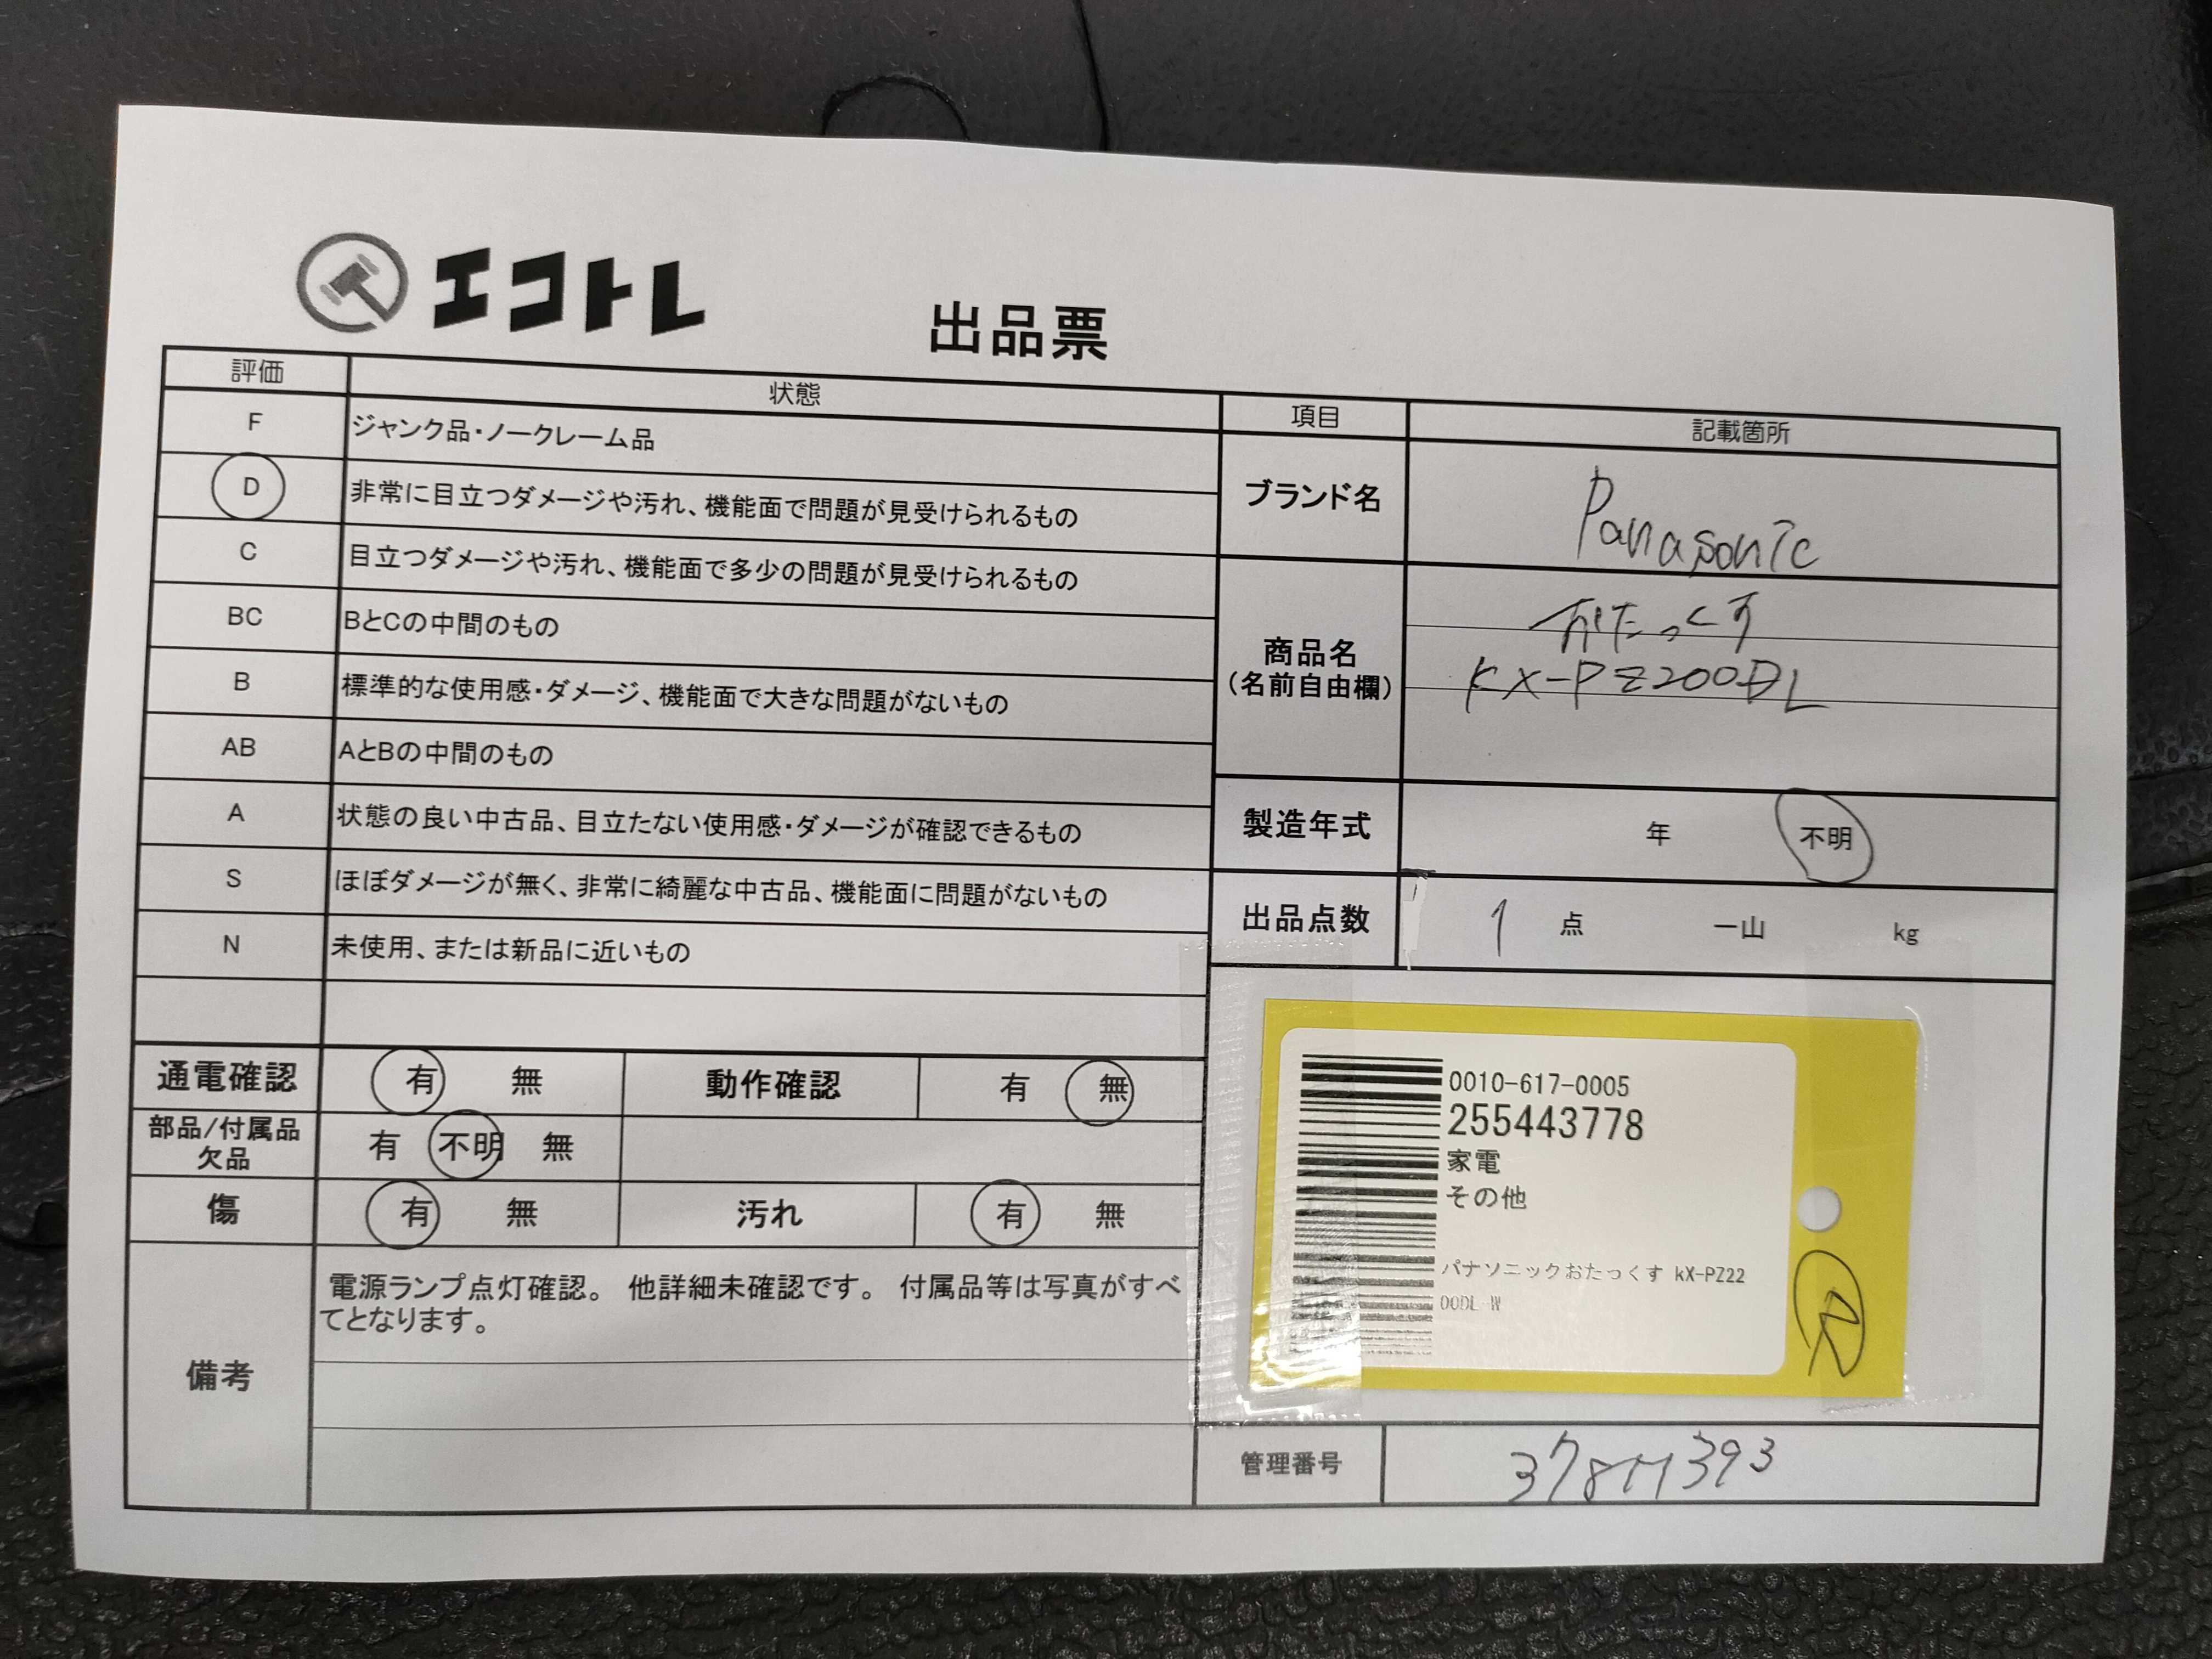 エコトレ
出品票
評価 状態
F ジャンク品・ノークレーム品
D 非常に目立つダメージや汚れ、機能面で問題が見受けられるもの
C 目立つダメージや汚れ、機能面で多少の問題が見受けられるもの
BC BとCの中間のもの
B 標準的な使用感・ダメージ、機能面で大きな問題がないもの
AB AとBの中間のもの
A 状態の良い中古品、目立たない使用感・ダメージが確認できるもの
S ほぼダメージが無く、非常に綺麗な中古品、機能面に問題がないもの
N 未使用、または新品に近いもの
通電確認 有 無 動作確認 有 無
部品/付属品
欠品 有 不明 無
傷 有 無 汚れ 有 無
備考
電源ランプ点灯確認。 他詳細未確認です。 付属品等は写真がすべ
てとなります。
項目 記載箇所
ブランド名 Panasonic
商品名
(名前自由欄)
おたっくす
KX-PZ200DL
製造年式 年 不明
出品点数 1 点 一山 kg
0010-617-0005
255443778
家電
その他
パナソニックおたっくす kX-PZ22
00DL-W
R
管理番号